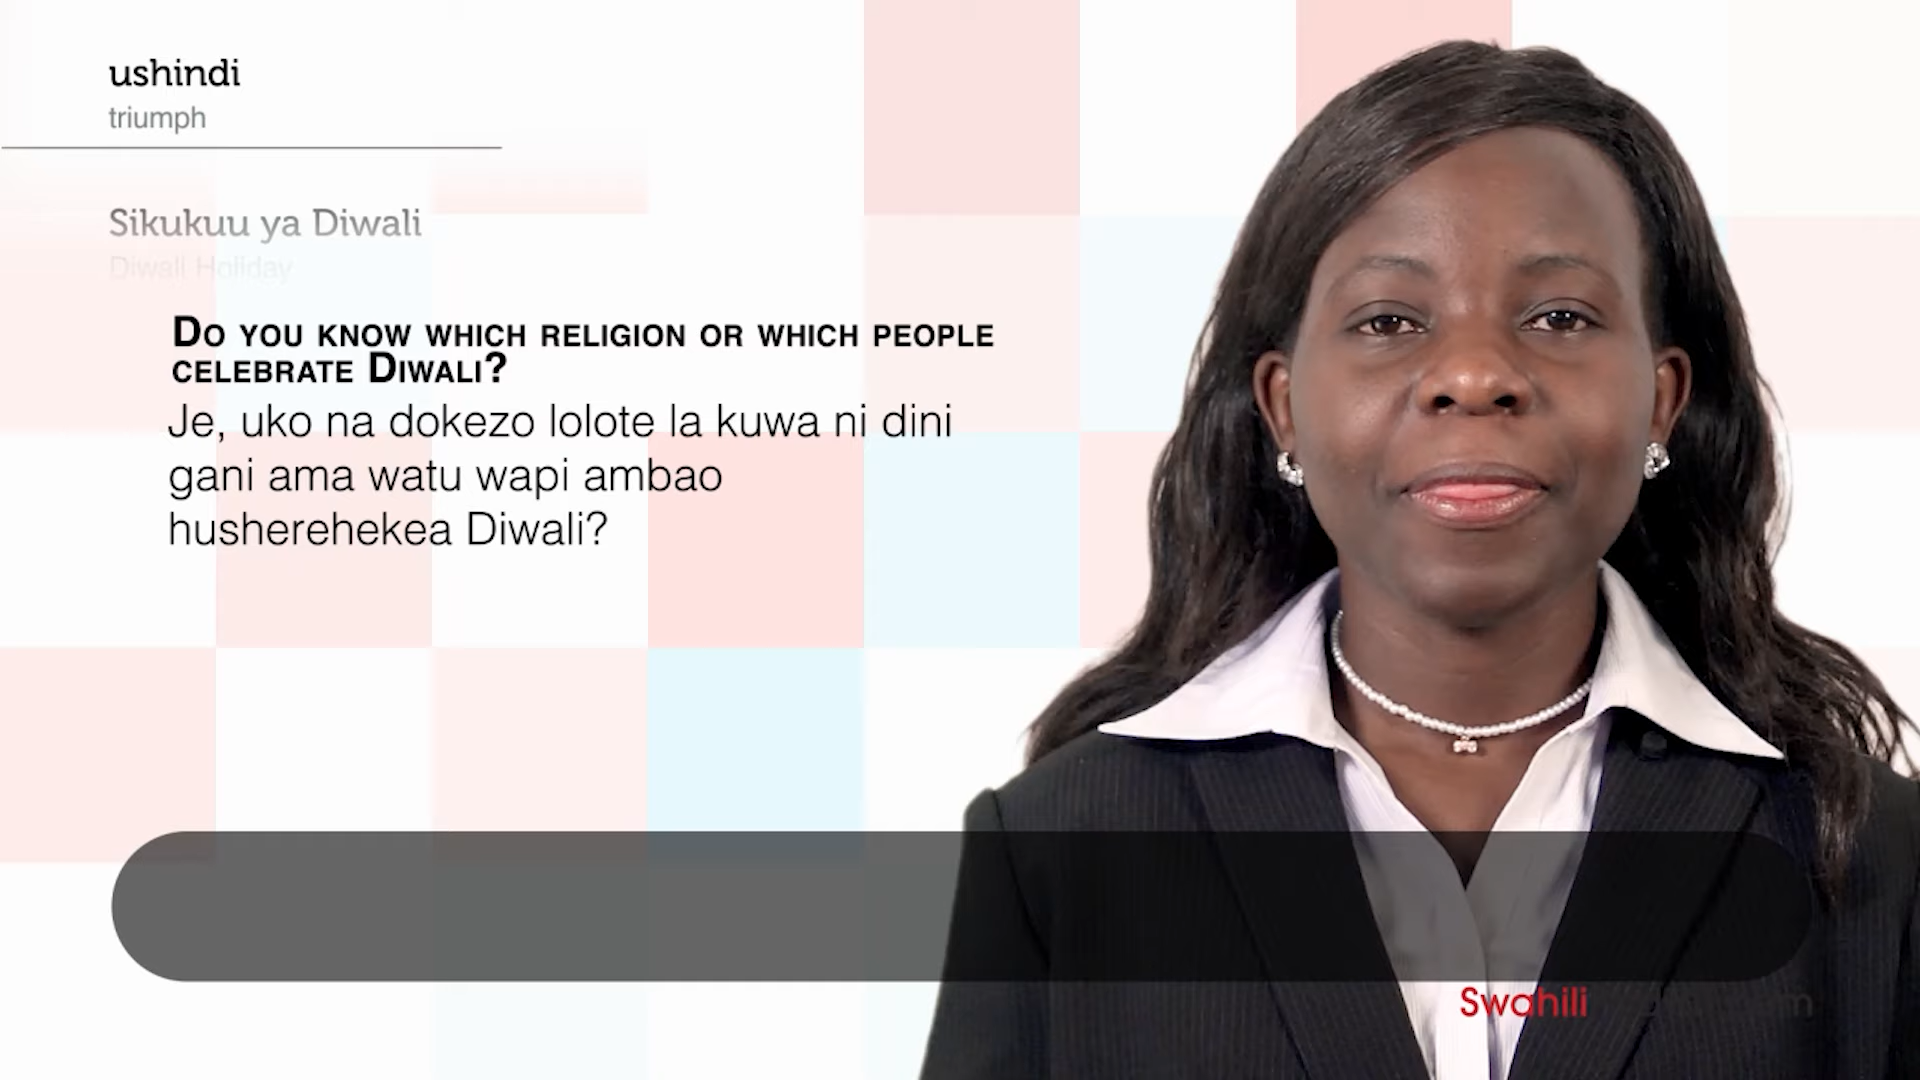 ushindi
triumph
Sikukuu ya Diwali
Diwali Holiday
Do you know which religion or which people
celebrate Diwali?
Je, uko na dokezo lolote la kuwa ni dini
gani ama watu wapi ambao
husherehekea Diwali?
Swahili